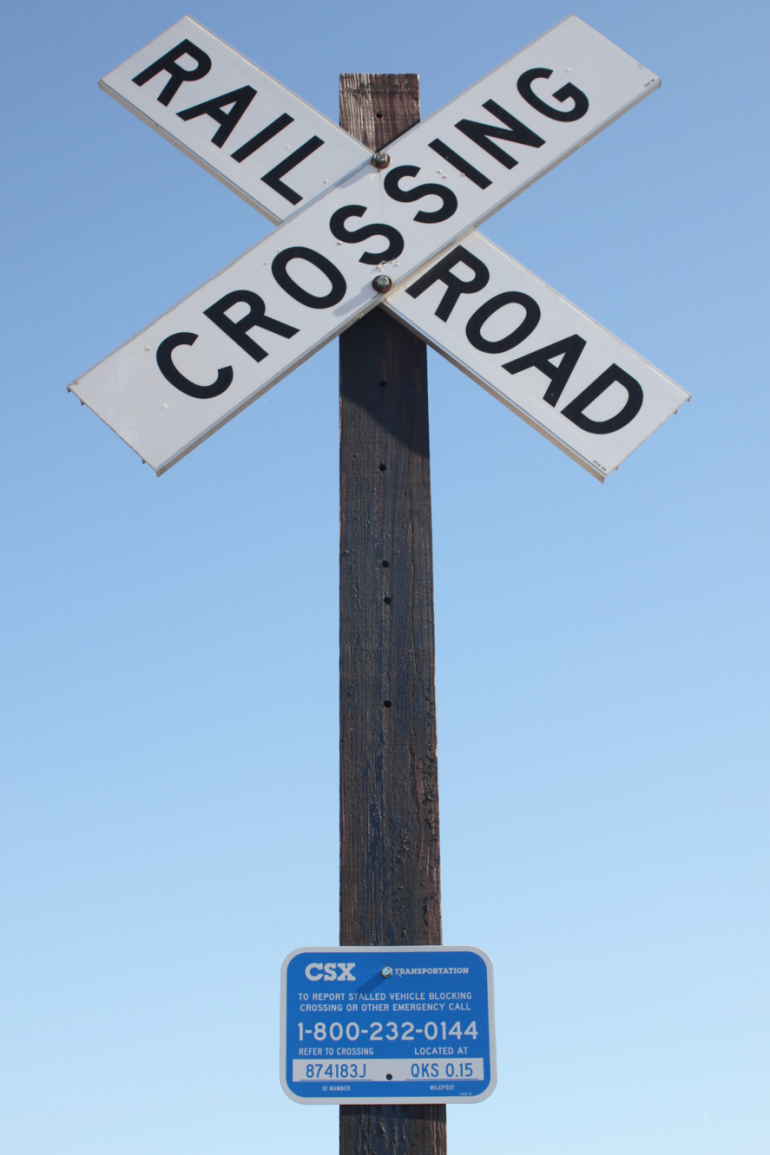 RAIL ROAD
CROSSING
CSX TRANSPORTATION
TO REPORT STALLED VEHICLE BLOCKING
CROSSING OR OTHER EMERGENCY CALL
1-800-232-0144
REFER TO CROSSING LOCATED AT
874183J QKS 0.15
ID NUMBER MILEPOST